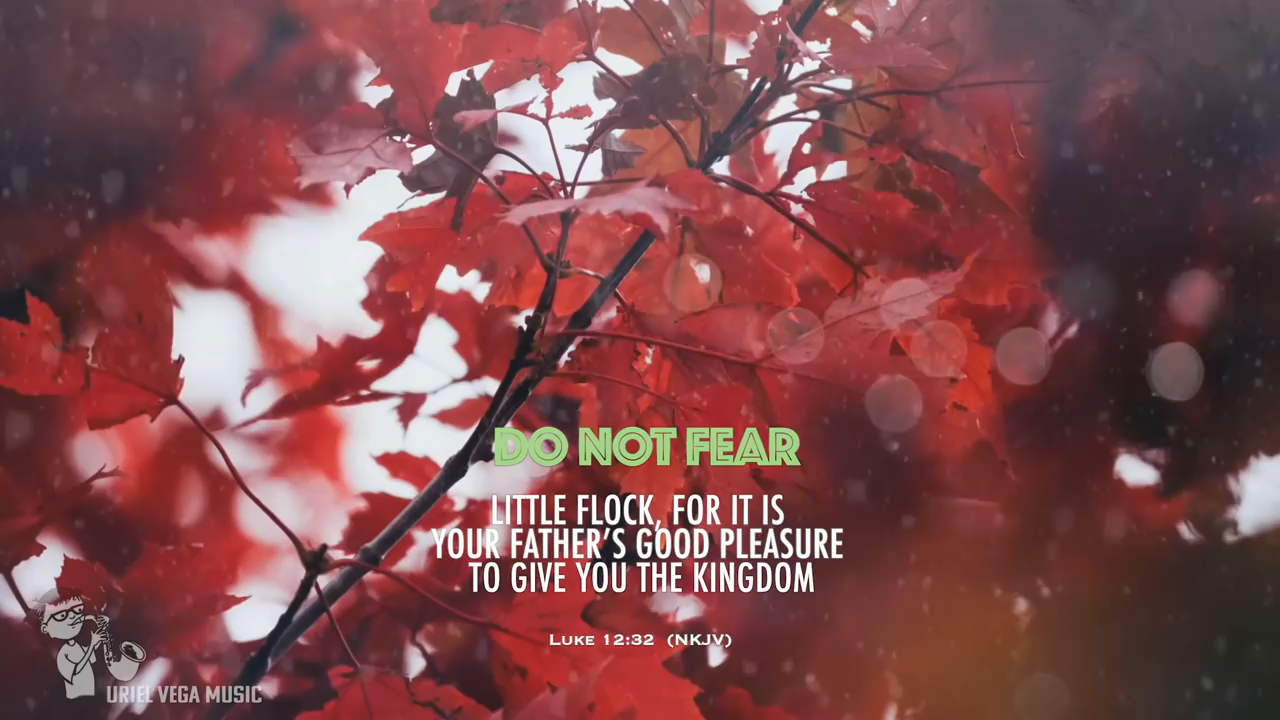 DO NOT FEAR
LITTLE FLOCK, FOR IT IS
YOUR FATHER'S GOOD PLEASURE
TO GIVE YOU THE KINGDOM
Luke 12:32 (NKJV)
URIEL VEGA MUSIC